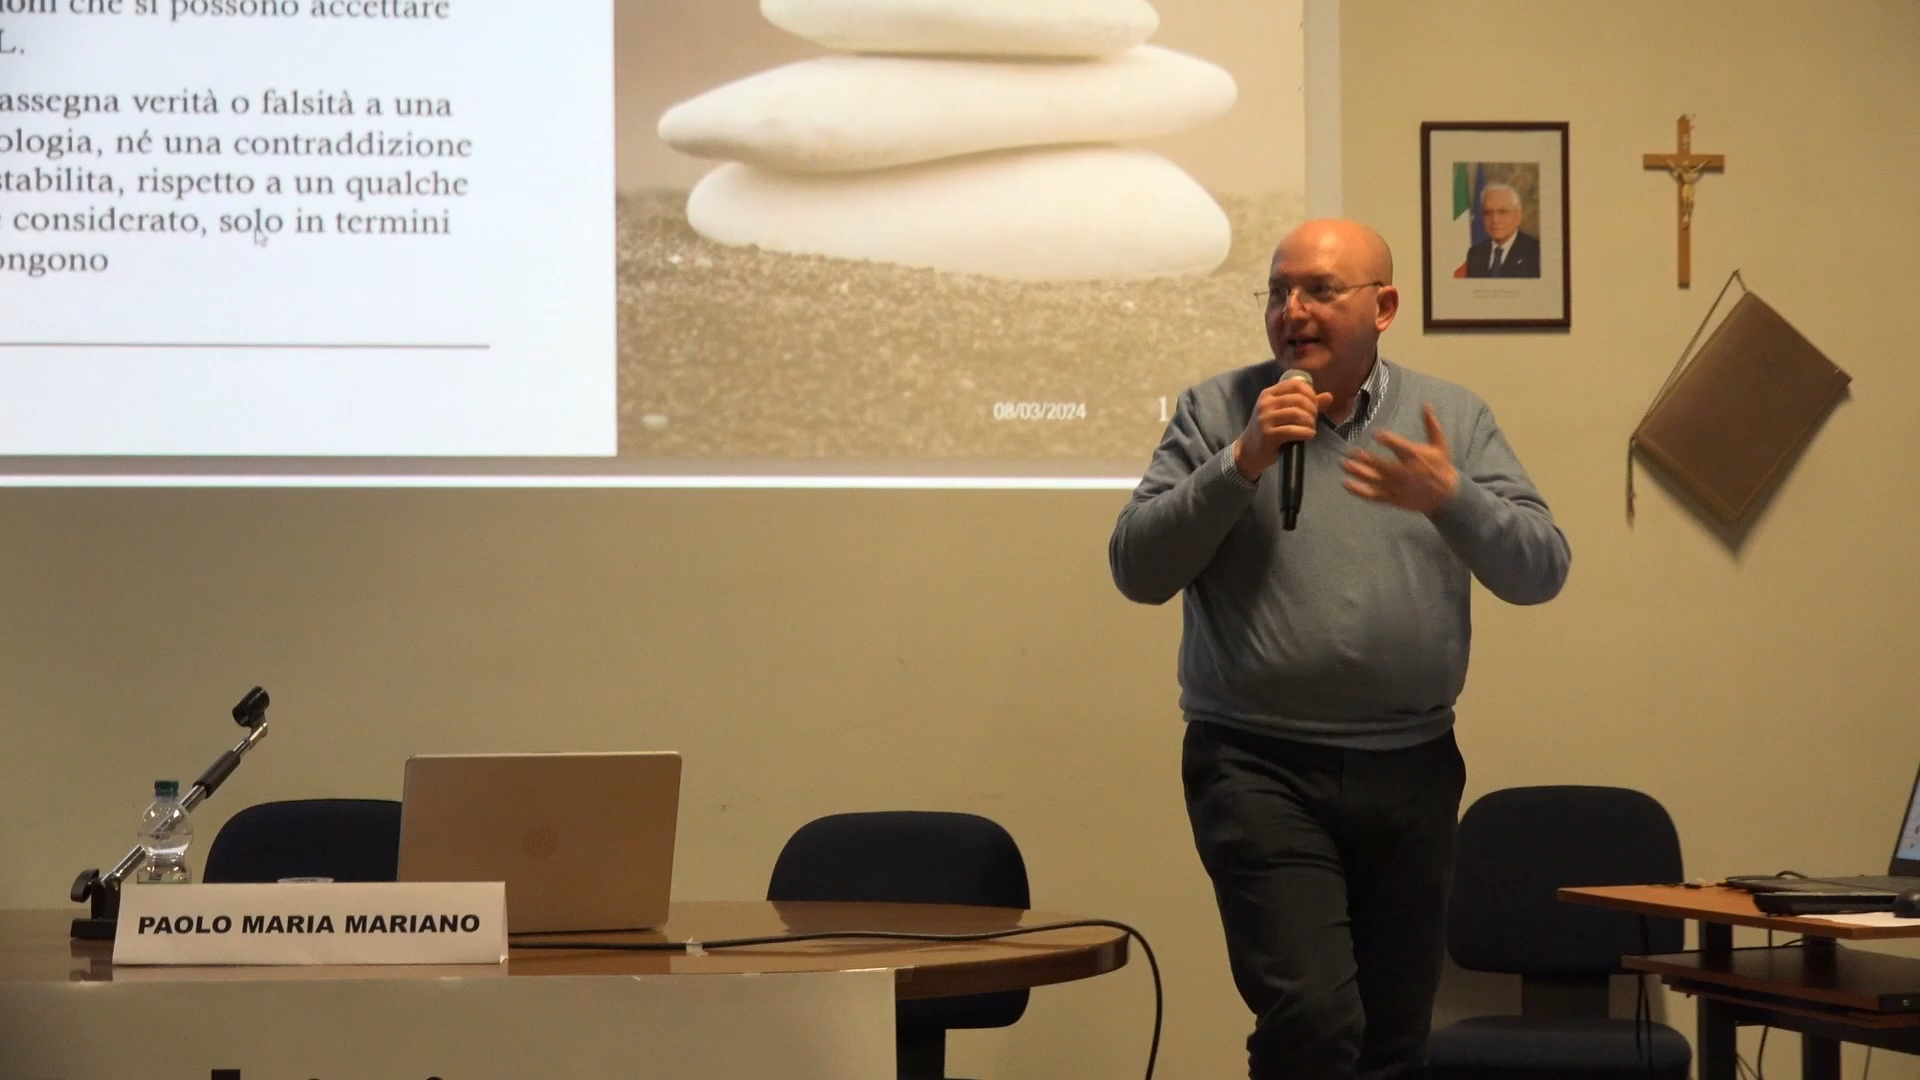 che si possono accettare
L.
assegna verità o falsità a una
ologia, né una contraddizione
stabilita, rispetto a un qualche
considerato, solo in termini
ongono
08/03/2024
1
PAOLO MARIA MARIANO